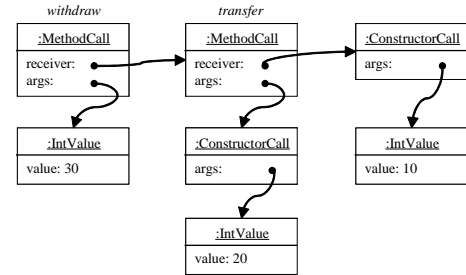 withdraw
transfer
:MethodCall
receiver:
args:
:MethodCall
receiver:
args:
:ConstructorCall
args:
:IntValue
value: 30
:ConstructorCall
args:
:IntValue
value: 10
:IntValue
value: 20